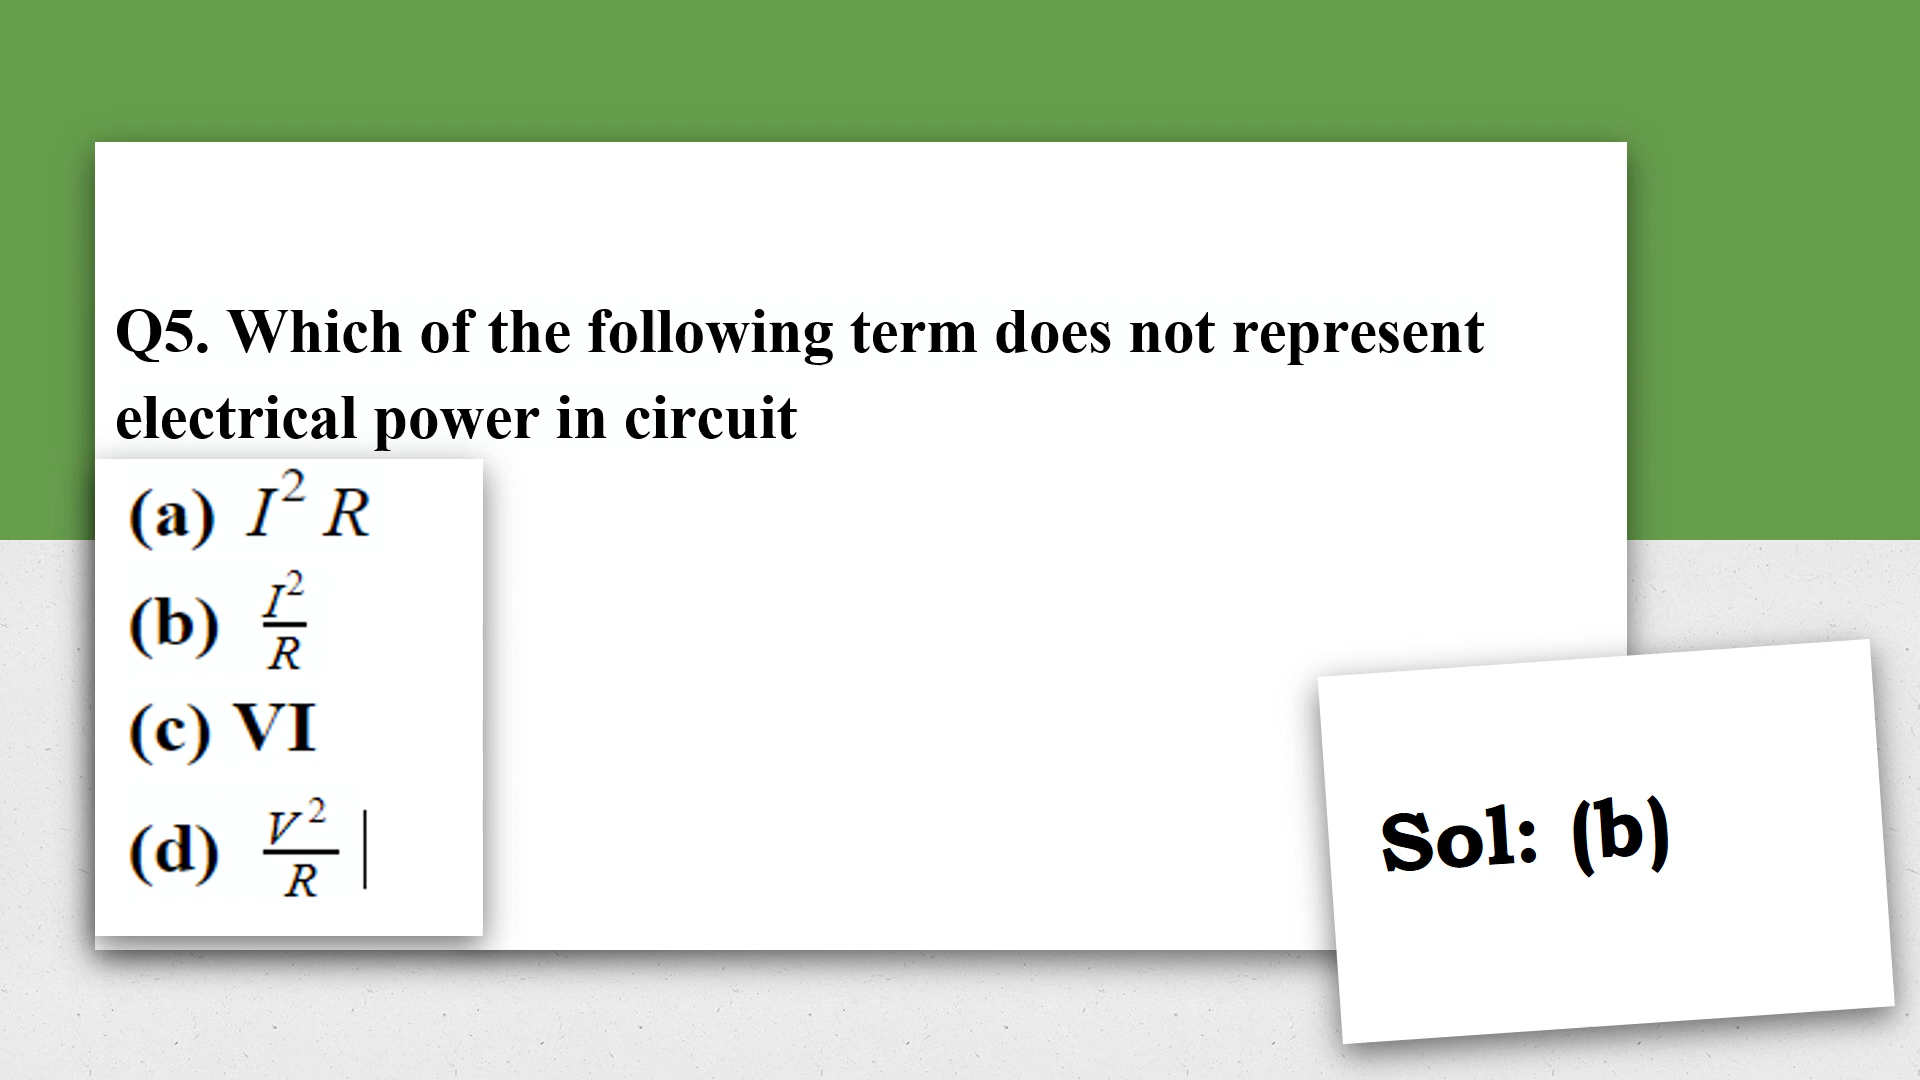 Q5. Which of the following term does not represent
electrical power in circuit
(a) I² R
(b) I²/R
(c) VI
(d) V²/R |
Sol: (b)